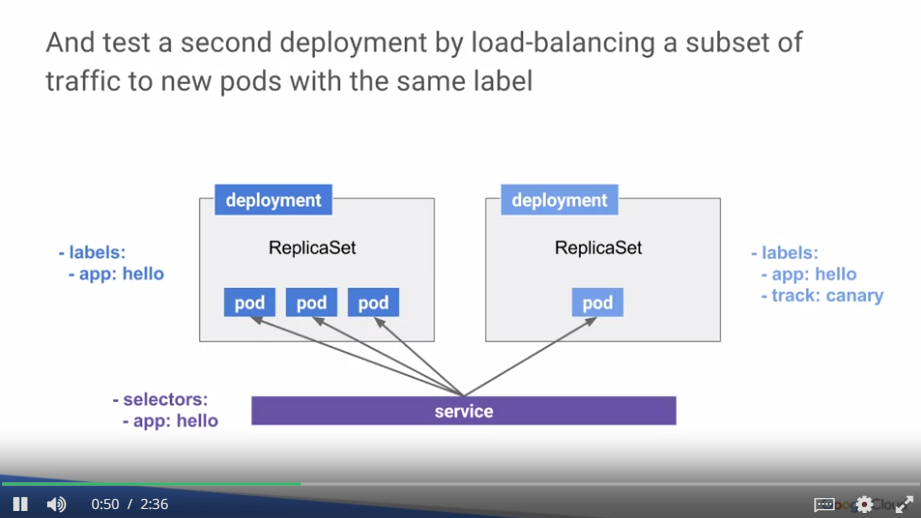 And test a second deployment by load-balancing a subset of
traffic to new pods with the same label
deployment
ReplicaSet
- labels:
- app: hello
pod pod pod
deployment
ReplicaSet
- labels:
- app: hello
- track: canary
pod
- selectors:
- app: hello
service
0:50 / 2:36